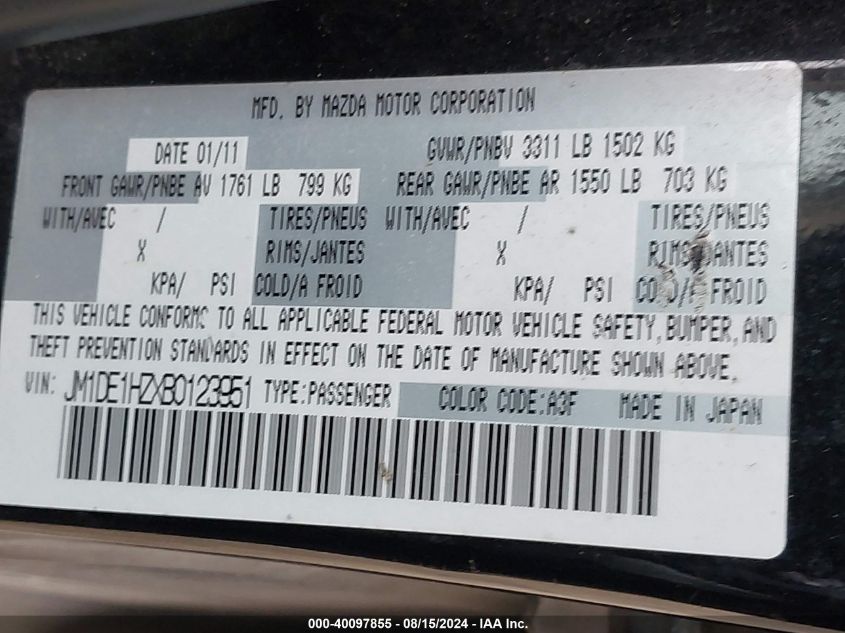 MFD. BY MAZDA MOTOR CORPORATION
DATE 01/11 GVWR/PNBV 3311 LB 1502 KG
FRONT GAWR/PNBE AV 1761 LB 799 KG REAR GAWR/PNBE AR 1550 LB 703 KG
WITH/AVEC / TIRES/PNEUS WITH/AVEC / TIRES/PNEUS
X RIMS/JANTES X RIMS/JANTES
KPA/ PSI COLD/A FROID KPA/ PSI COLD/A FROID
THIS VEHICLE CONFORMS TO ALL APPLICABLE FEDERAL MOTOR VEHICLE SAFETY, BUMPER, AND
THEFT PREVENTION STANDARDS IN EFFECT ON THE DATE OF MANUFACTURE SHOWN ABOVE.
VIN: JM1DE1HZXB0123951 TYPE:PASSENGER COLOR CODE:A3F MADE IN JAPAN
000-40097855 - 08/15/2024 - IAA Inc.